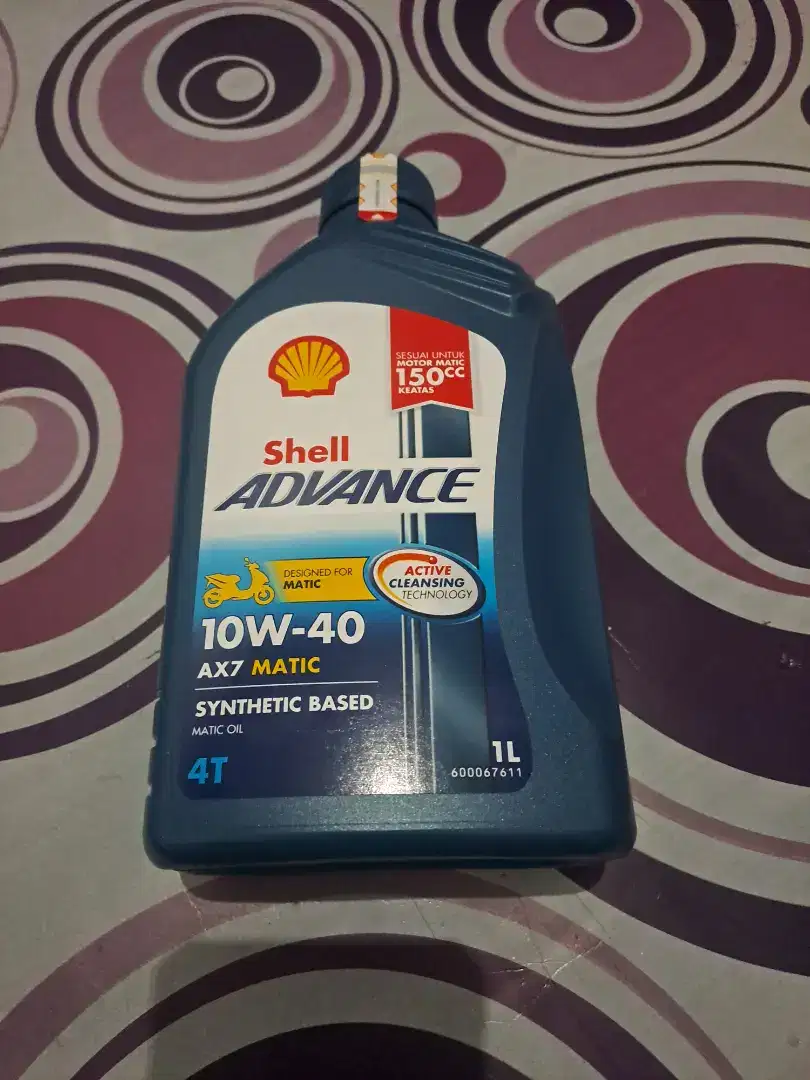 SESUAI UNTUK
MOTOR MATIC
150CC
KEATAS
Shell
ADVANCE
DESIGNED FOR
MATIC
ACTIVE
CLEANSING
TECHNOLOGY
10W-40
AX7 MATIC
SYNTHETIC BASED
MATIC OIL
4T
1L
600067611